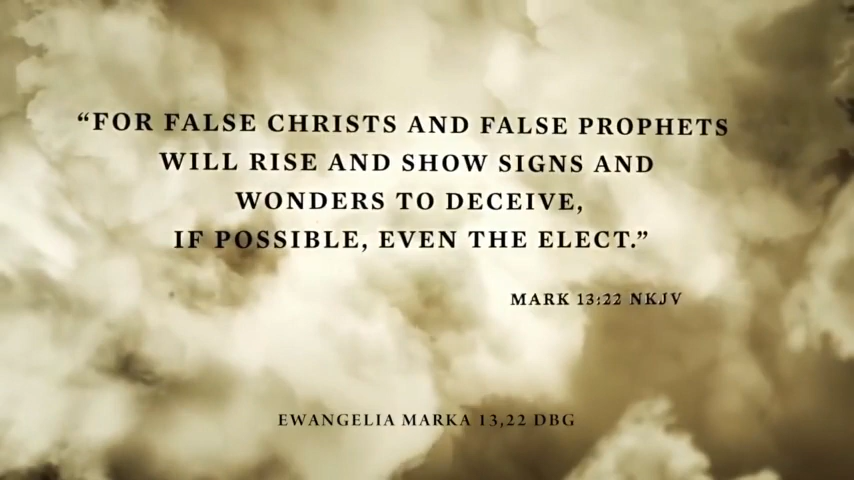 “FOR FALSE CHRISTS AND FALSE PROPHETS
WILL RISE AND SHOW SIGNS AND
WONDERS TO DECEIVE,
IF POSSIBLE, EVEN THE ELECT.”
MARK 13:22 NKJV
EWANGELIA MARKA 13,22 DBG